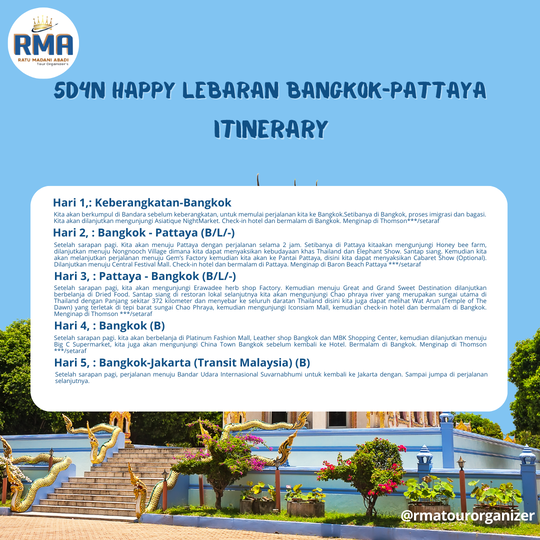 RMA
RATU MADANI ABADI
Tour Organizer's
5D4N HAPPY LEBARAN BANGKOK-PATTAYA
ITINERARY
Hari 1,: Keberangkatan-Bangkok
Kita akan berkumpul di Bandara sebelum keberangkatan, untuk memulai perjalanan kita ke Bangkok.Setibanya di Bangkok, proses imigrasi dan bagasi.
Kita akan dilanjutkan mengunjungi Asiatique NightMarket. Check-in hotel dan bermalam di Bangkok. Menginap di Thomson***/setaraf
Hari 2, : Bangkok - Pattaya (B/L/-)
Setelah sarapan pagi. Kita akan menuju Pattaya dengan perjalanan selama 2 jam. Setibanya di Pattaya kitaakan mengunjungi Honey bee farm,
dilanjutkan menuju Nongnooch Village dimana kita dapat menyaksikan kebudayaan khas Thailand dan Elephant Show. Santap siang. Kemudian kita
akan melanjutkan perjalanan menuju Gem's Factory kemudian kita akan ke Pantai Pattaya, disini kita dapat menyaksikan Cabaret Show (Optional).
Dilanjutkan menuju Central Festival Mall. Check-in hotel dan bermalam di Pattaya. Menginap di Baron Beach Pattaya ***/setaraf
Hari 3, : Pattaya - Bangkok (B/L/-)
Setelah sarapan pagi, kita akan mengunjungi Erawadee herb shop Factory. Kemudian menuju Great and Grand Sweet Destination dilanjutkan
berbelanja di Dried Food. Santap siang di restoran lokal selanjutnya kita akan mengunjungi Chao phraya river yang merupakan sungai utama di
Thailand dengan Panjang sekitar 372 kilometer dan menyebar ke seluruh daratan Thailand disini kita juga dapat melihat Wat Arun (Temple of The
Dawn) yang terletak di tepi barat sungai Chao Phraya, kemudian mengunjungi Iconsiam Mall, kemudian check-in hotel dan bermalam di Bangkok.
Menginap di Thomson ***/setaraf
Hari 4, : Bangkok (B)
Setelah sarapan pagi, kita akan berbelanja di Platinum Fashion Mall, Leather shop Bangkok dan MBK Shopping Center, kemudian dilanjutkan menuju
Big C Supermarket, kita juga akan mengunjungi China Town Bangkok sebelum kembali ke Hotel. Bermalam di Bangkok. Menginap di Thomson
***/setaraf
Hari 5, : Bangkok-Jakarta (Transit Malaysia) (B)
Setelah sarapan pagi, perjalanan menuju Bandar Udara Internasional Suvarnabhumi untuk kembali ke Jakarta dengan. Sampai jumpa di perjalanan
selanjutnya.
@rmatourorganizer